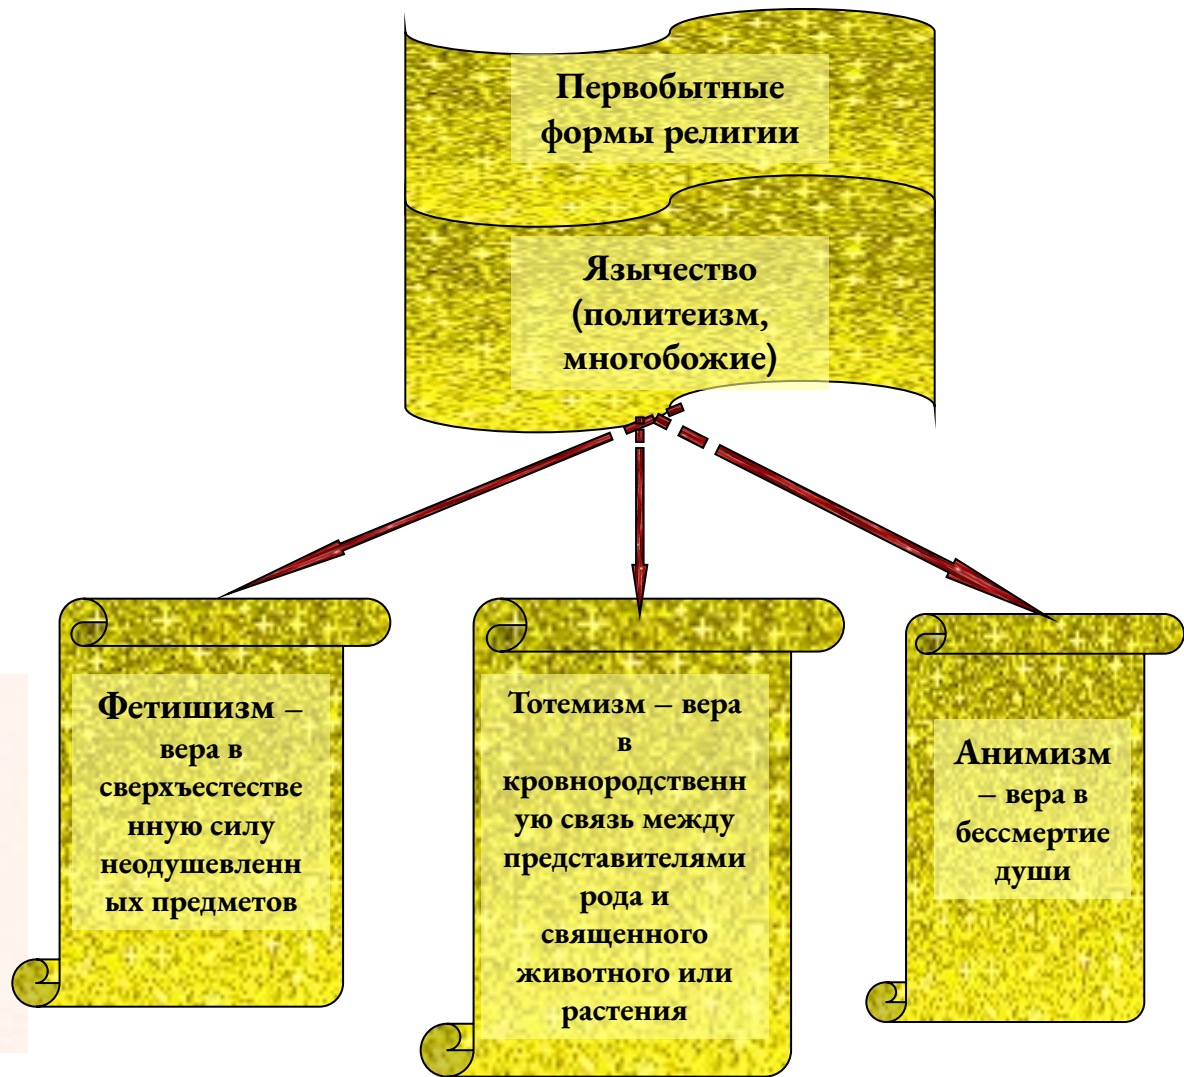 Первобытные
формы религии
Язычество
(политеизм,
многобожие)
Фетишизм –
вера в
сверхъестестве
нную силу
неодушевленн
ых предметов
Тотемизм – вера
в
кровнородственн
ую связь между
представителями
рода и
священного
животного или
растения
Анимизм
– вера в
бессмертие
души